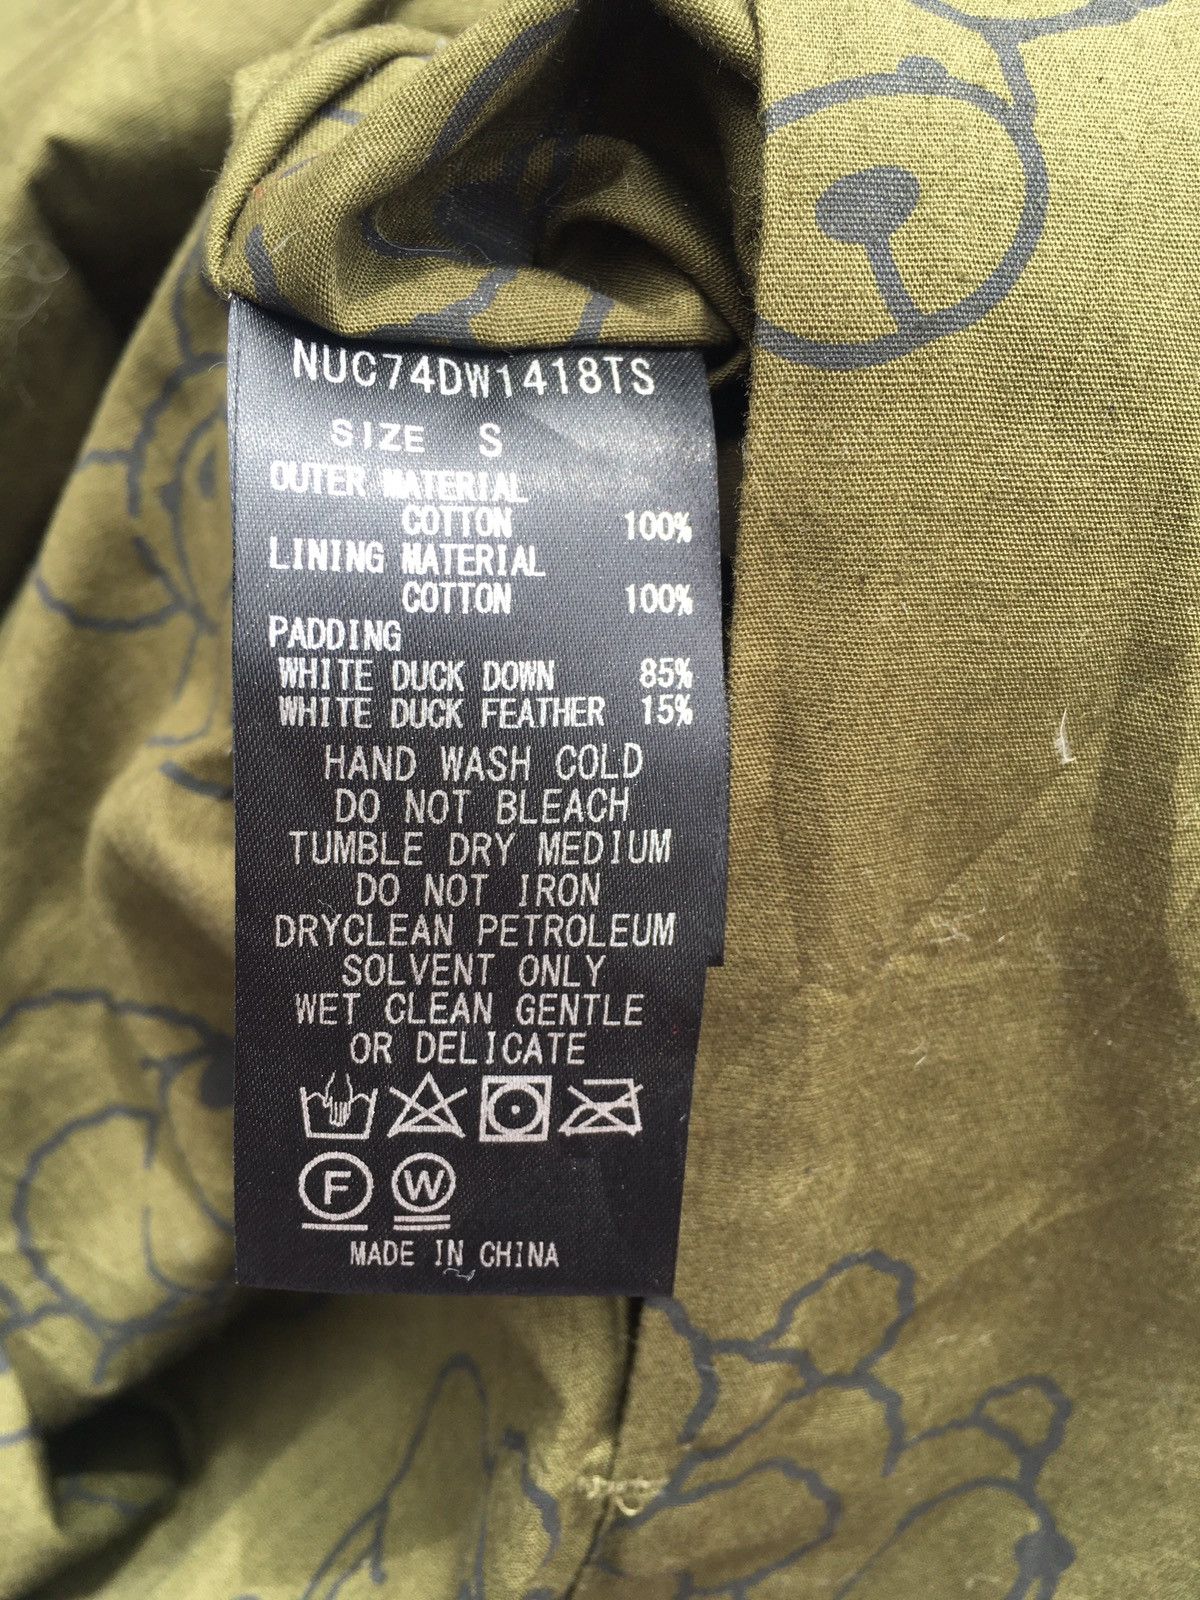 NUC74DW1418TS
SIZE S
OUTER MATERIAL
COTTON 100%
LINING MATERIAL
COTTON 100%
PADDING
WHITE DUCK DOWN 85%
WHITE DUCK FEATHER 15%
HAND WASH COLD
DO NOT BLEACH
TUMBLE DRY MEDIUM
DO NOT IRON
DRYCLEAN PETROLEUM
SOLVENT ONLY
WET CLEAN GENTLE
OR DELICATE
F W
MADE IN CHINA